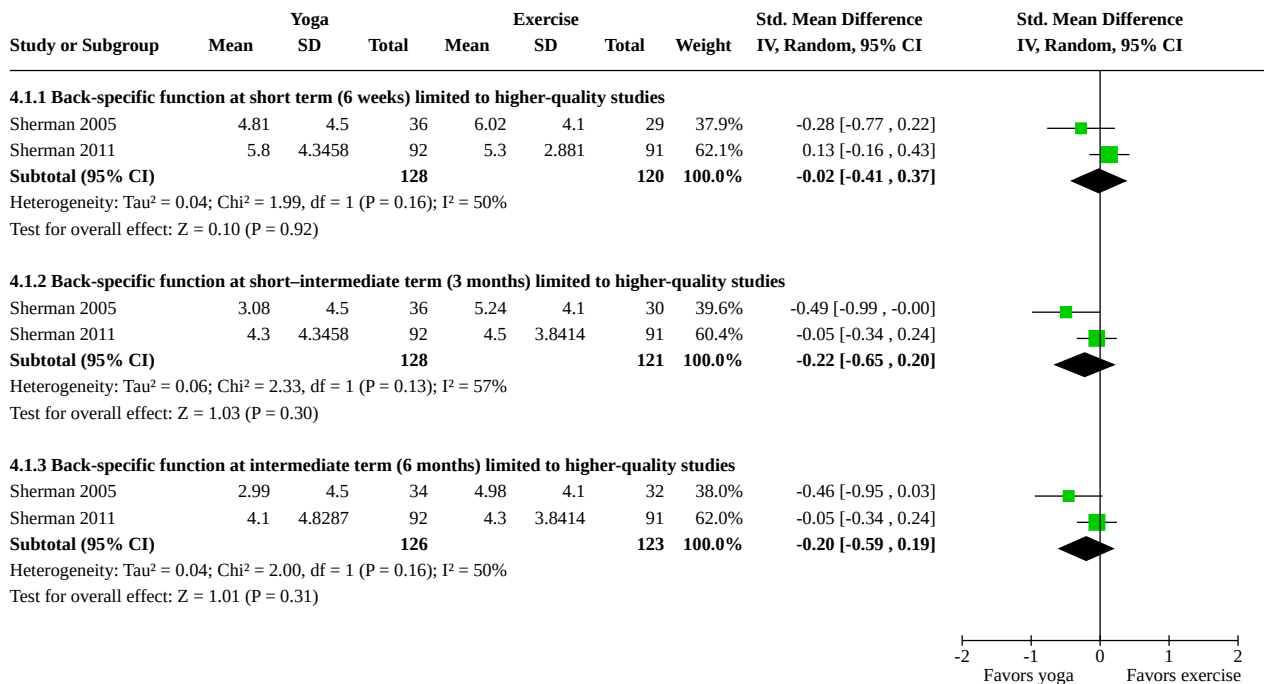 Yoga Exercise Std. Mean Difference Std. Mean Difference
Study or Subgroup Mean SD Total Mean SD Total Weight IV, Random, 95% CI IV, Random, 95% CI
4.1.1 Back-specific function at short term (6 weeks) limited to higher-quality studies
Sherman 2005 4.81 4.5 36 6.02 4.1 29 37.9% -0.28 [-0.77 , 0.22]
Sherman 2011 5.8 4.3458 92 5.3 2.881 91 62.1% 0.13 [-0.16 , 0.43]
Subtotal (95% CI) 128 120 100.0% -0.02 [-0.41 , 0.37]
Heterogeneity: Tau² = 0.04; Chi² = 1.99, df = 1 (P = 0.16); I² = 50%
Test for overall effect: Z = 0.10 (P = 0.92)
4.1.2 Back-specific function at short–intermediate term (3 months) limited to higher-quality studies
Sherman 2005 3.08 4.5 36 5.24 4.1 30 39.6% -0.49 [-0.99 , -0.00]
Sherman 2011 4.3 4.3458 92 4.5 3.8414 91 60.4% -0.05 [-0.34 , 0.24]
Subtotal (95% CI) 128 121 100.0% -0.22 [-0.65 , 0.20]
Heterogeneity: Tau² = 0.06; Chi² = 2.33, df = 1 (P = 0.13); I² = 57%
Test for overall effect: Z = 1.03 (P = 0.30)
4.1.3 Back-specific function at intermediate term (6 months) limited to higher-quality studies
Sherman 2005 2.99 4.5 34 4.98 4.1 32 38.0% -0.46 [-0.95 , 0.03]
Sherman 2011 4.1 4.8287 92 4.3 3.8414 91 62.0% -0.05 [-0.34 , 0.24]
Subtotal (95% CI) 126 123 100.0% -0.20 [-0.59 , 0.19]
Heterogeneity: Tau² = 0.04; Chi² = 2.00, df = 1 (P = 0.16); I² = 50%
Test for overall effect: Z = 1.01 (P = 0.31)
-2 -1 0 1 2
Favors yoga Favors exercise